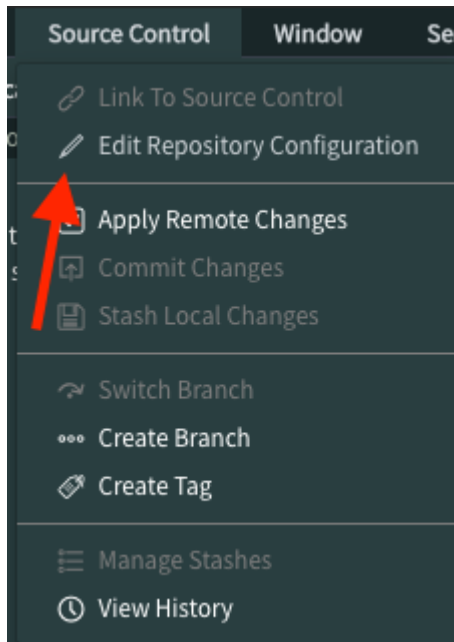 Source Control Window Se
Link To Source Control
Edit Repository Configuration
Apply Remote Changes
Commit Changes
Stash Local Changes
Switch Branch
Create Branch
Create Tag
Manage Stashes
View History